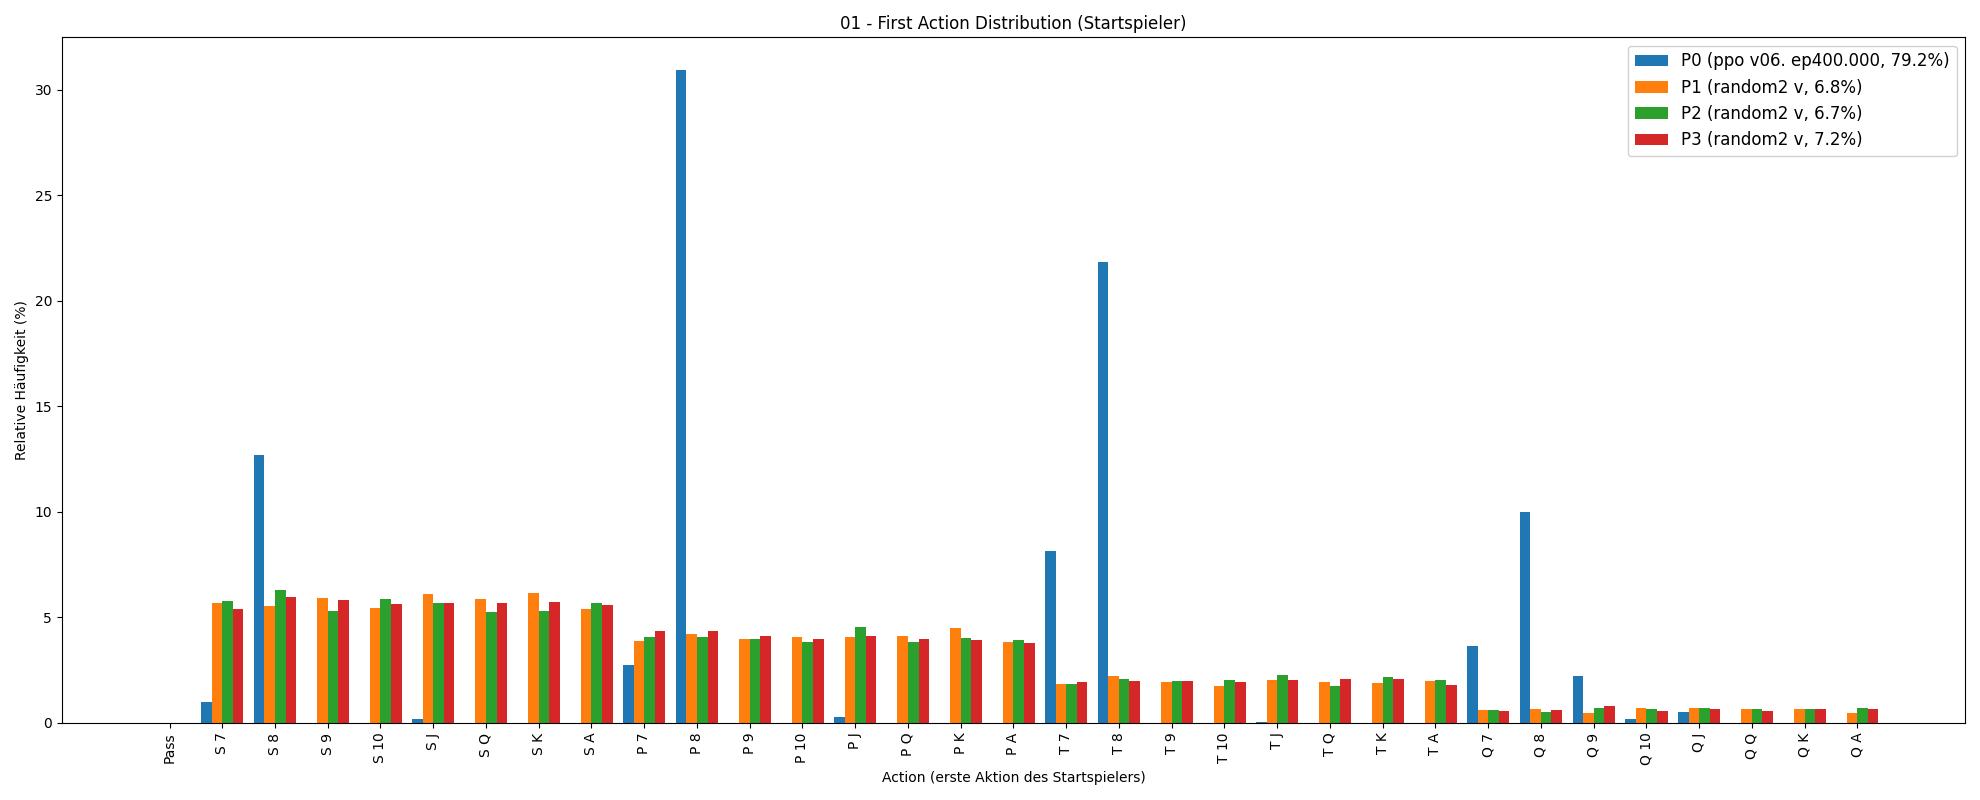 01 - First Action Distribution (Startspieler)
P0 (ppo v06. ep400.000, 79.2%)
P1 (random2 v, 6.8%)
P2 (random2 v, 6.7%)
P3 (random2 v, 7.2%)
Relative Häufigkeit (%)
30
25
20
15
10
5
0
Pass
S 7
S 8
S 9
S 10
S J
S Q
S K
S A
P 7
P 8
P 9
P 10
P J
P Q
P K
P A
T 7
T 8
T 9
T 10
T J
T Q
T K
T A
Q 7
Q 8
Q 9
Q 10
Q J
Q Q
Q K
Q A
Action (erste Aktion des Startspielers)